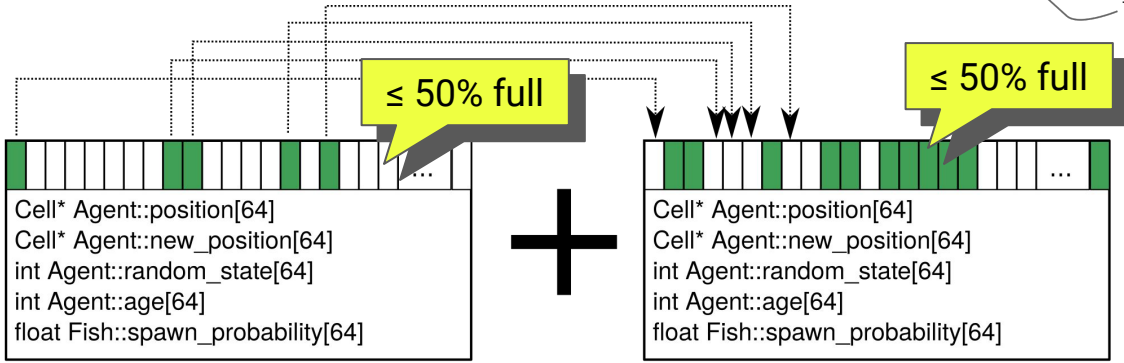 ≤ 50% full
≤ 50% full
...
...
Cell* Agent::position[64]
Cell* Agent::new_position[64]
int Agent::random_state[64]
int Agent::age[64]
float Fish::spawn_probability[64]
Cell* Agent::position[64]
Cell* Agent::new_position[64]
int Agent::random_state[64]
int Agent::age[64]
float Fish::spawn_probability[64]